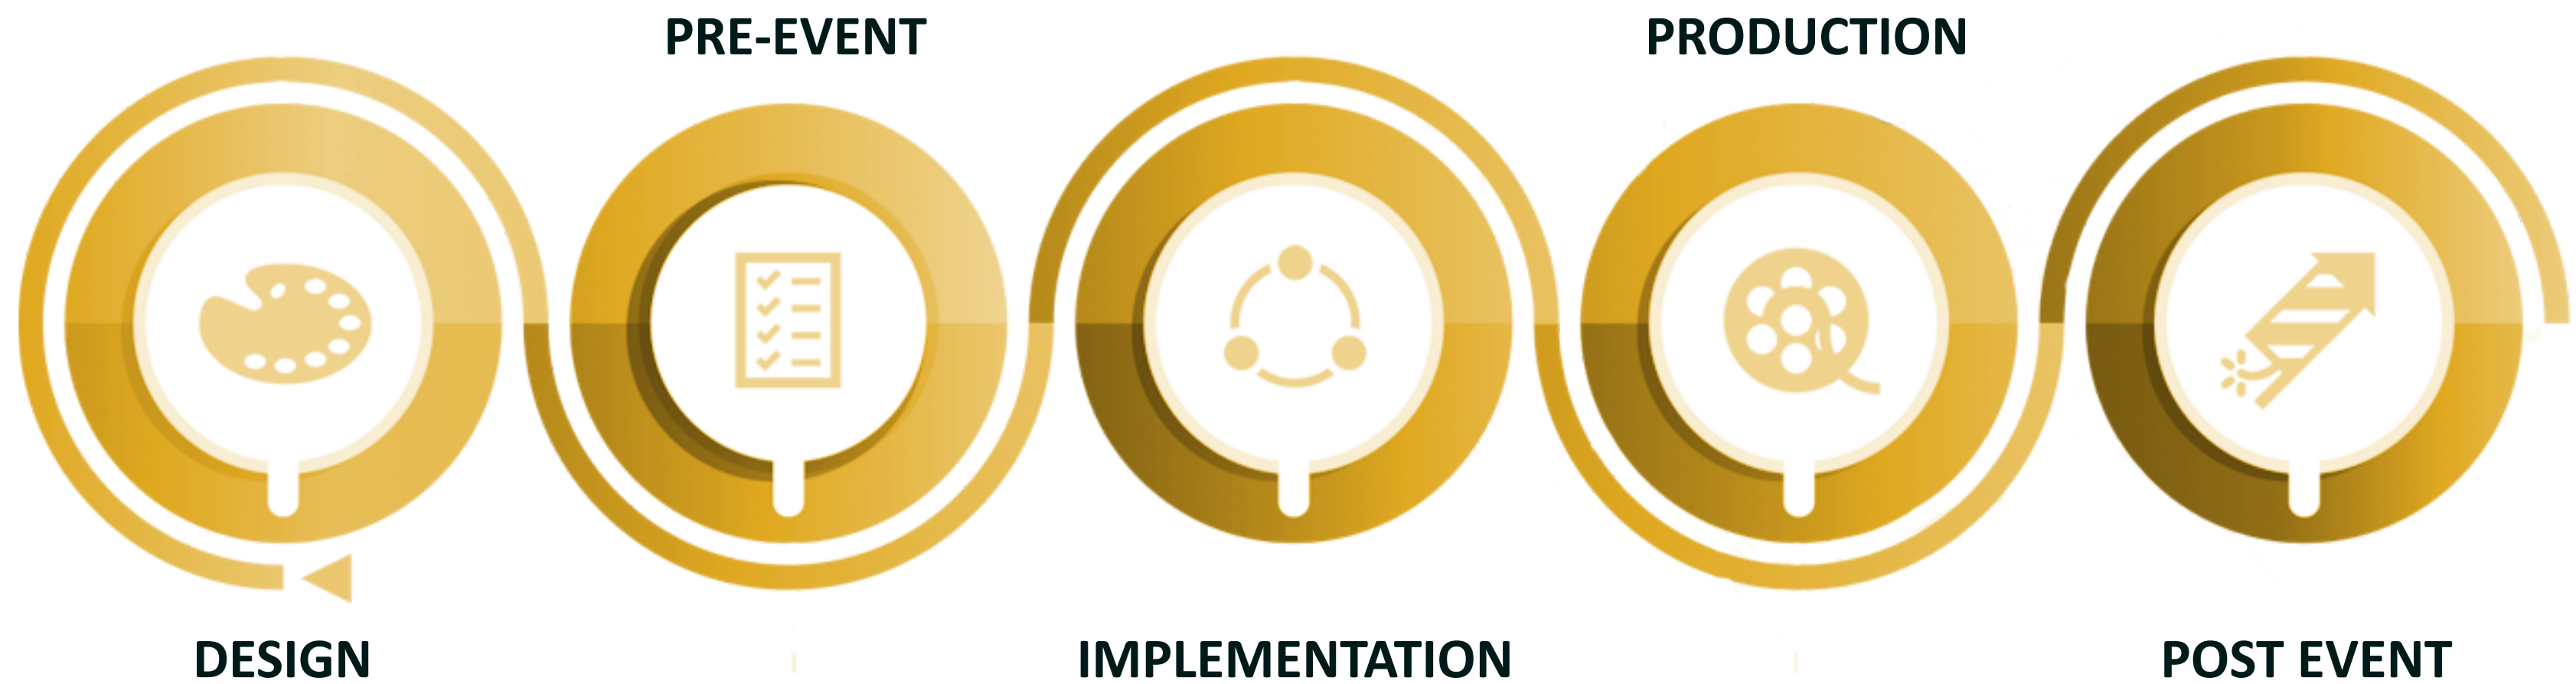 PRE-EVENT
PRODUCTION
DESIGN
IMPLEMENTATION
POST EVENT